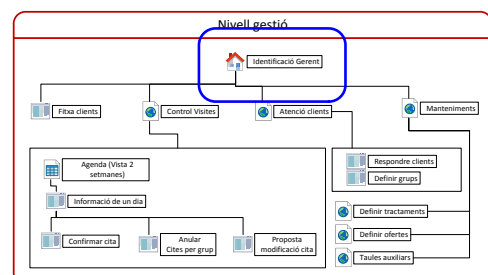 Nivell gestió
Identificació Gerent
Fitxa clients
Control Visites
Atenció clients
Manteniments
Agenda (Vista 2
setmanes)
Respondre clients
Definir grups
Informació de un dia
Definir tractaments
Confirmar cita
Anular
Cites per grup
Proposta
modificació cita
Definir ofertes
Taules auxiliars